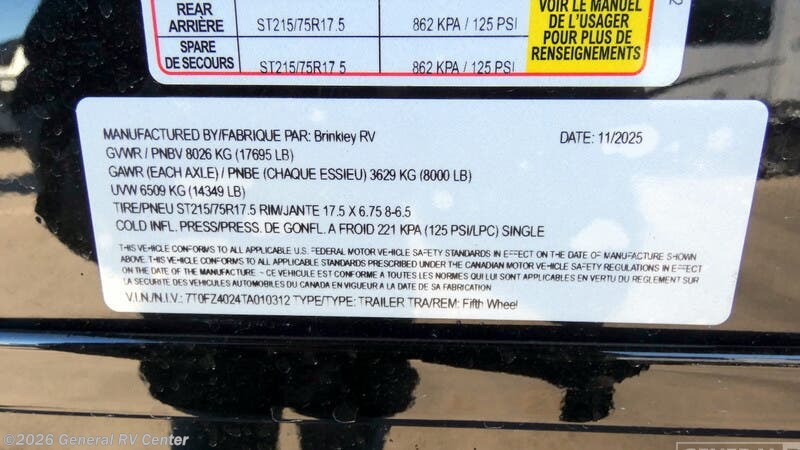 REAR
ARRIÈRE ST215/75R17.5 862 KPA / 125 PSI
SPARE
DE SECOURS ST215/75R17.5 862 KPA / 125 PSI
VOIR LE MANUEL
DE L'USAGER
POUR PLUS DE
RENSEIGNEMENTS
2
MANUFACTURED BY/FABRIQUE PAR: Brinkley RV DATE: 11/2025
GVWR / PNBV 8026 KG (17695 LB)
GAWR (EACH AXLE) / PNBE (CHAQUE ESSIEU) 3629 KG (8000 LB)
UVW 6509 KG (14349 LB)
TIRE/PNEU ST215/75R17.5 RIM/JANTE 17.5 X 6.75 8-6.5
COLD INFL. PRESS/PRESS. DE GONFL. A FROID 221 KPA (125 PSI/LPC) SINGLE
THIS VEHICLE CONFORMS TO ALL APPLICABLE U.S. FEDERAL MOTOR VEHICLE SAFETY STANDARDS IN EFFECT ON THE DATE OF MANUFACTURE SHOWN
ABOVE. THIS VEHICLE CONFORMS TO ALL APPLICABLE STANDARDS PRESCRIBED UNDER THE CANADIAN MOTOR VEHICLE SAFETY REGULATIONS IN EFFECT
ON THE DATE OF MANUFACTURE - CE VEHICULE EST CONFORME A TOUTES LES NORMES QUI LUI SONT APPLICABLES EN VERTU DU REGLEMENT SUR
LA SECURITE DES VEHICULES AUTOMOBILES DU CANADA EN VIGUEUR A LA DATE DE SA FABRICATION
V.I.N./N.I.V.: 7T0FZ4024TA010312 TYPE/TYPE: TRAILER TRA/REM: Fifth Wheel
©2026 General RV Center